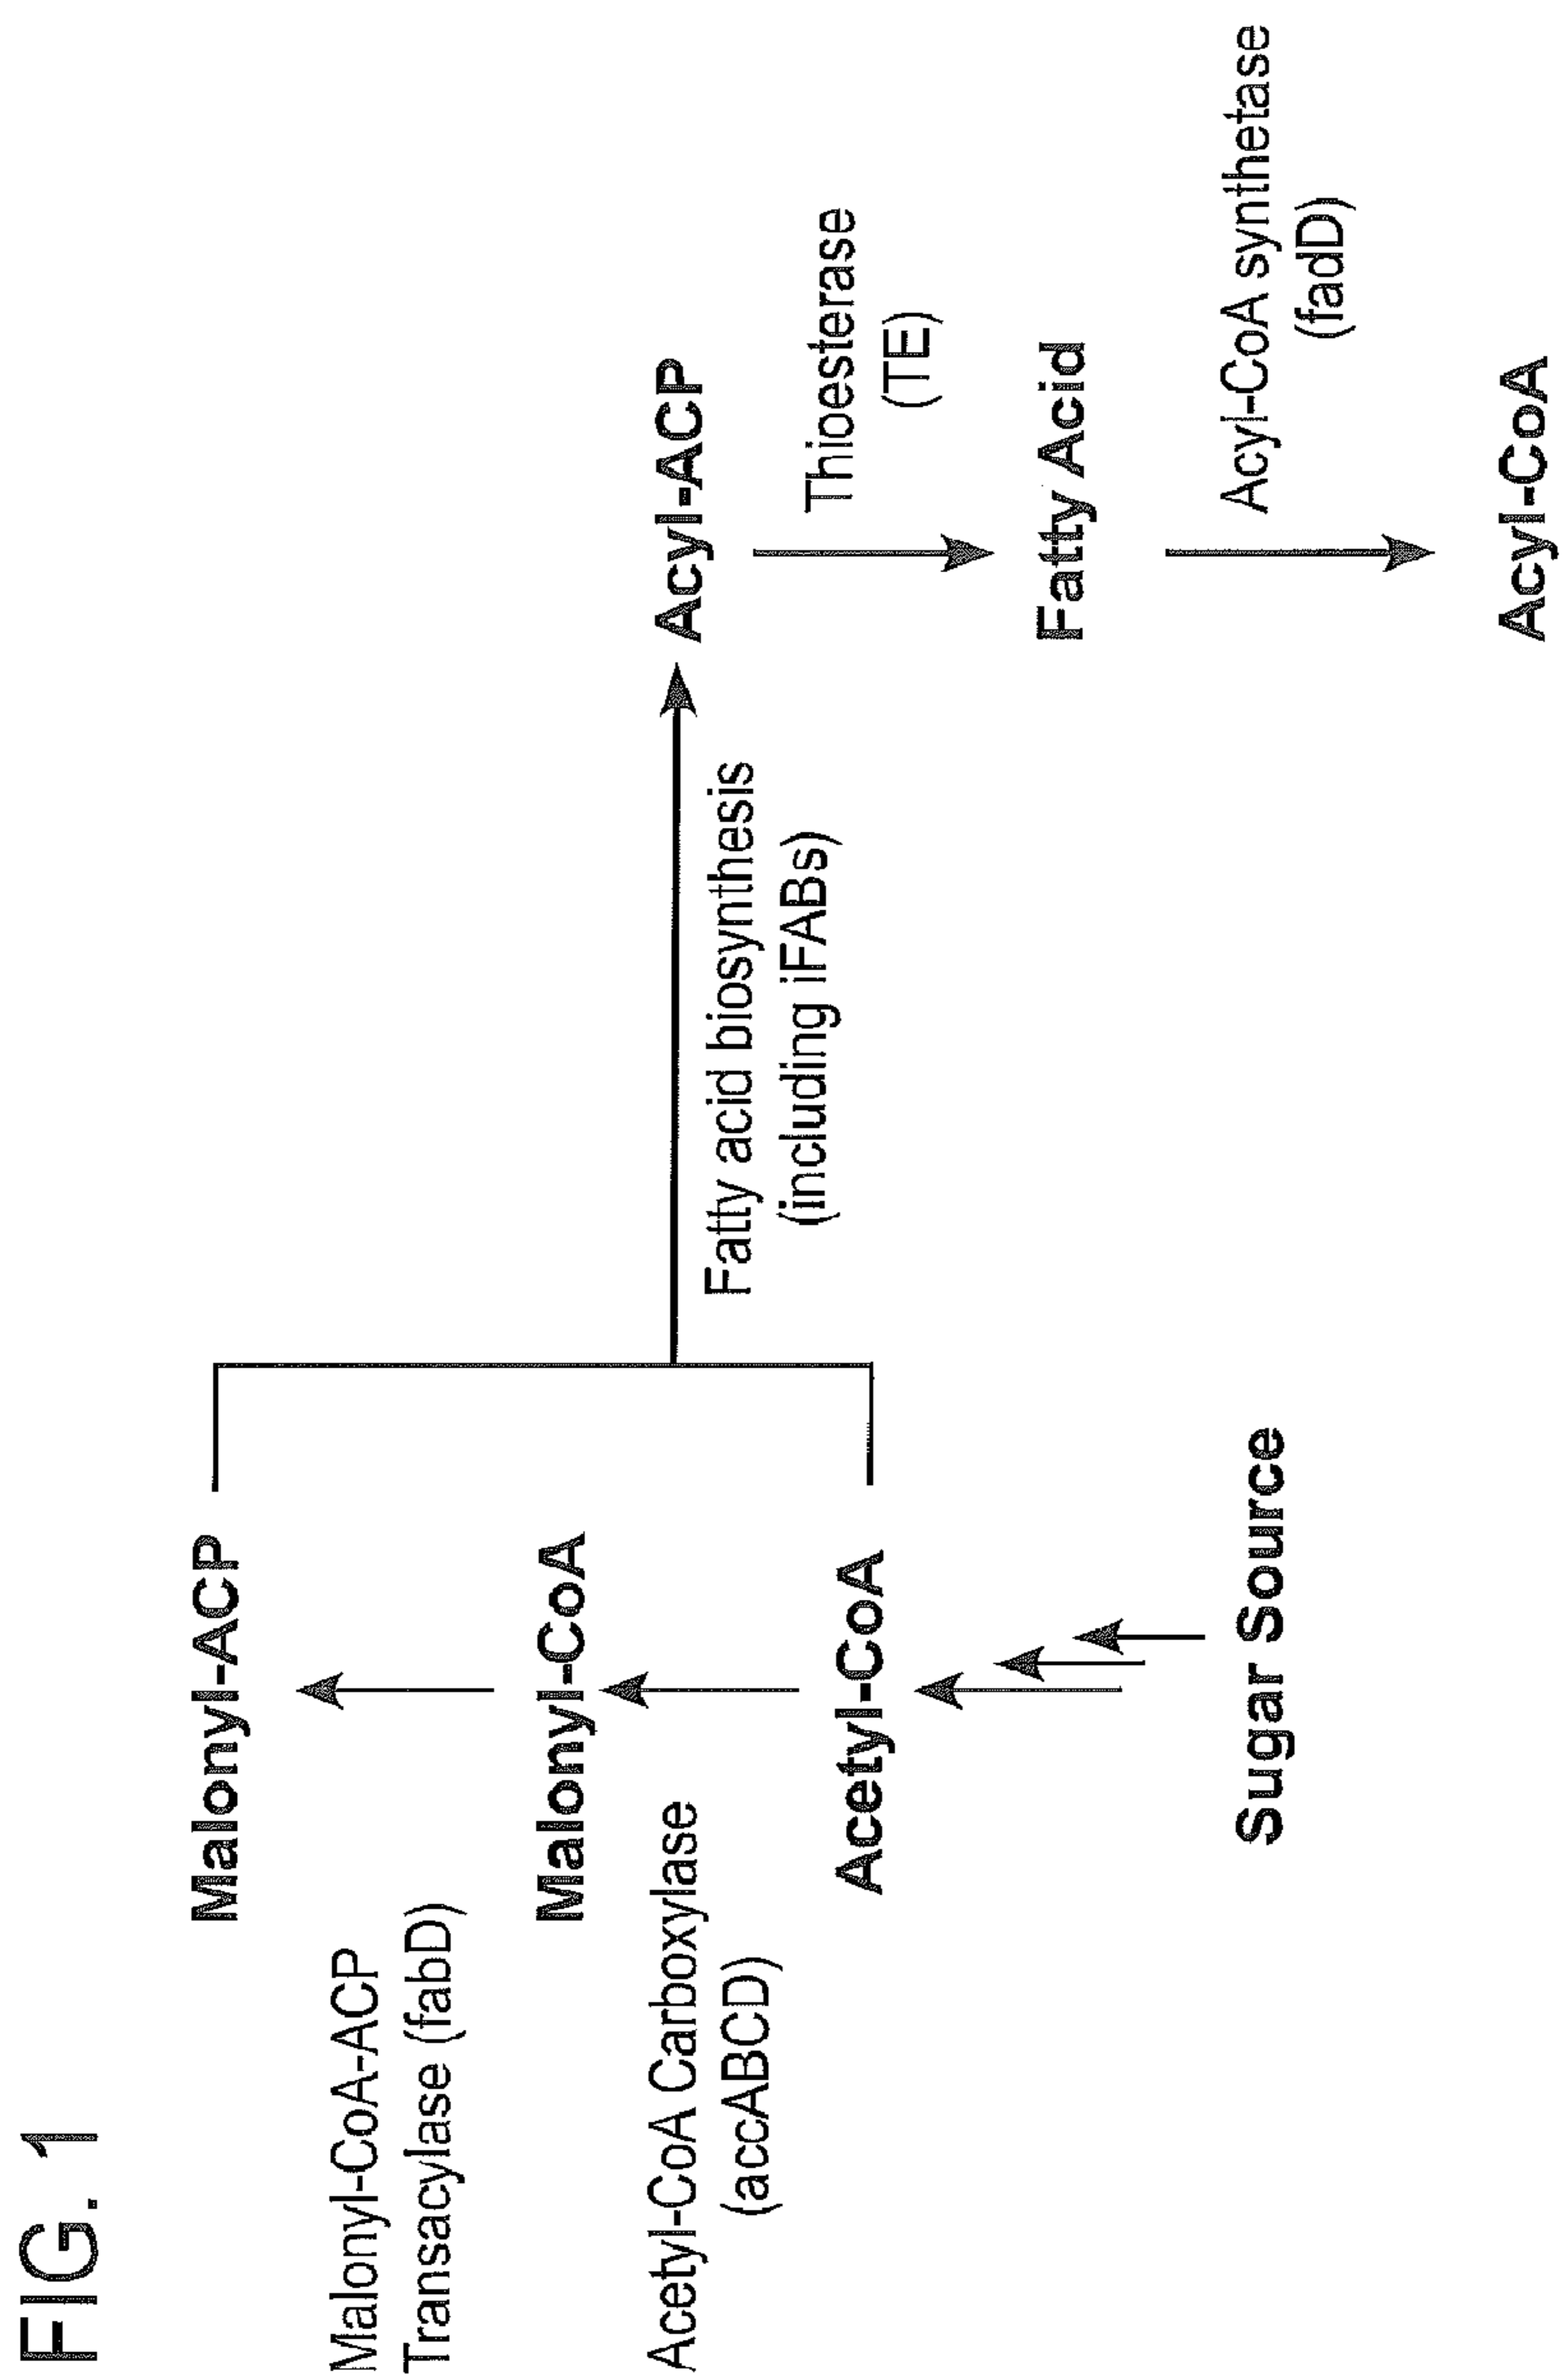 FIG. 1
Malonyl-ACP
Malonyl-CoA-ACP
Transacylase (fabD)
Malonyl-CoA
Acetyl-CoA Carboxylase
(accABCD)
Acetyl-CoA
Sugar Source
Fatty acid biosynthesis
(including iFABs)
Acyl-ACP
Thioesterase
(TE)
Fatty Acid
Acyl-CoA synthetase
(fadD)
Acyl-CoA